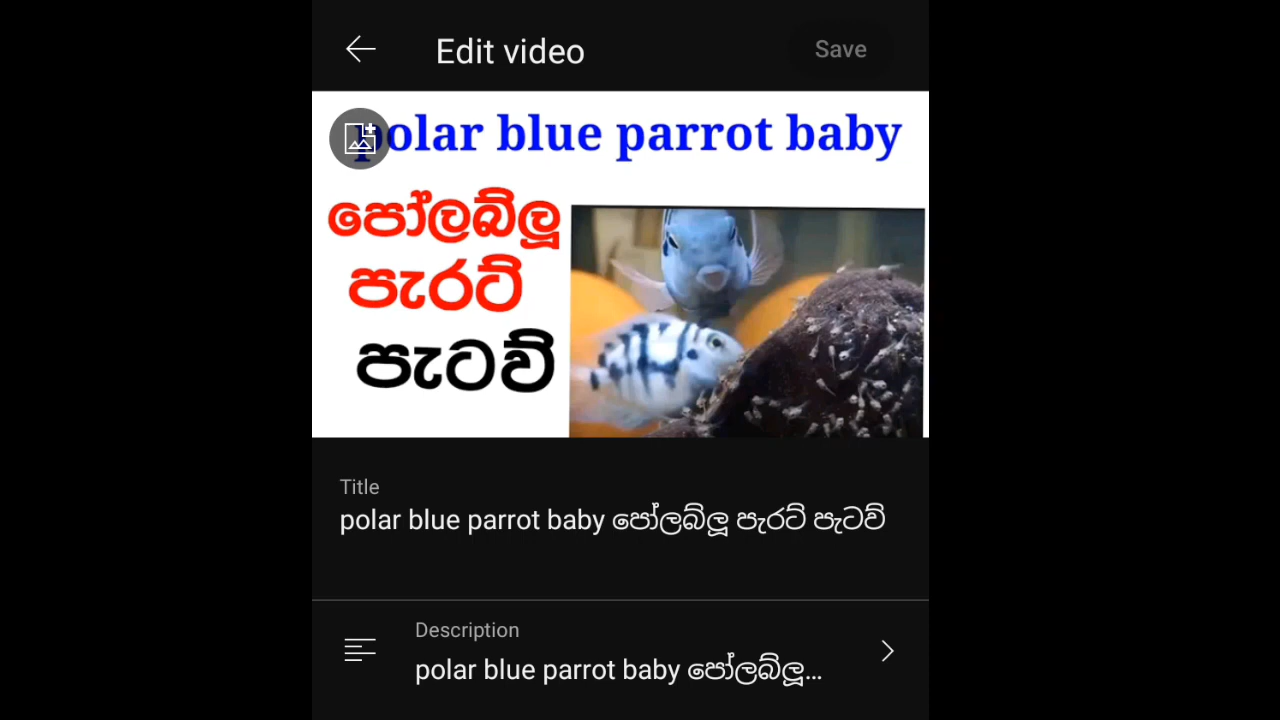 Edit video
Save
polar blue parrot baby
පෝලබ්ලූ
පැරට්
පැටව්
Title
polar blue parrot baby පෝලබ්ලූ පැරට් පැටව්
Description
polar blue parrot baby පෝලබ්ලූ...